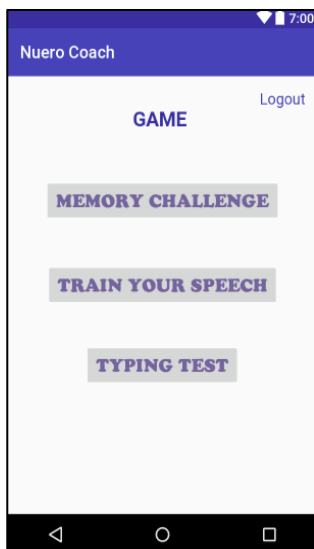 7:00
Nuero Coach
Logout
GAME
MEMORY CHALLENGE
TRAIN YOUR SPEECH
TYPING TEST